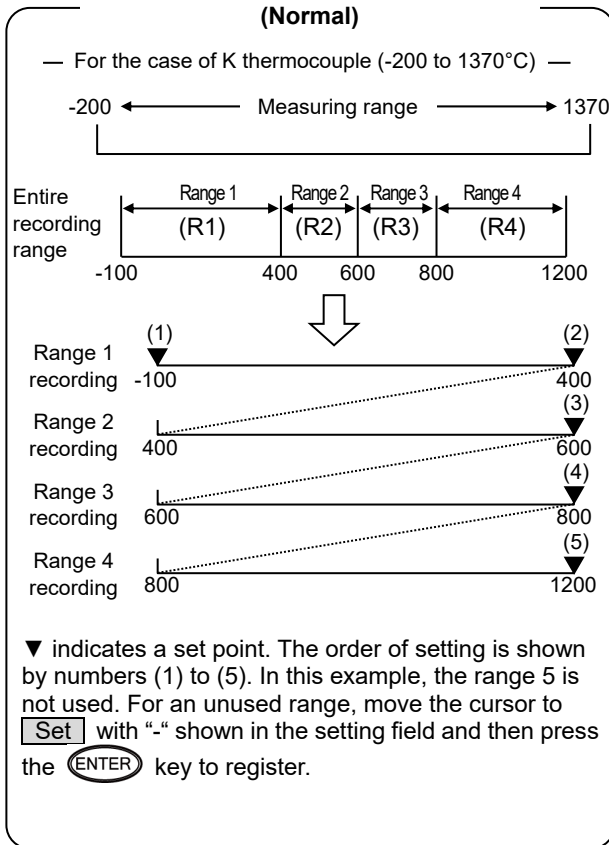 (Normal)
For the case of K thermocouple (-200 to 1370°C)
-200 Measuring range 1370
Entire recording range
Range 1 Range 2 Range 3 Range 4
(R1) (R2) (R3) (R4)
-100 400 600 800 1200
(1) (2)
Range 1 recording
-100 400
(3)
Range 2 recording
400 600
(4)
Range 3 recording
600 800
(5)
Range 4 recording
800 1200
▼ indicates a set point. The order of setting is shown
by numbers (1) to (5). In this example, the range 5 is
not used. For an unused range, move the cursor to
Set with “-“ shown in the setting field and then press
the ENTER key to register.